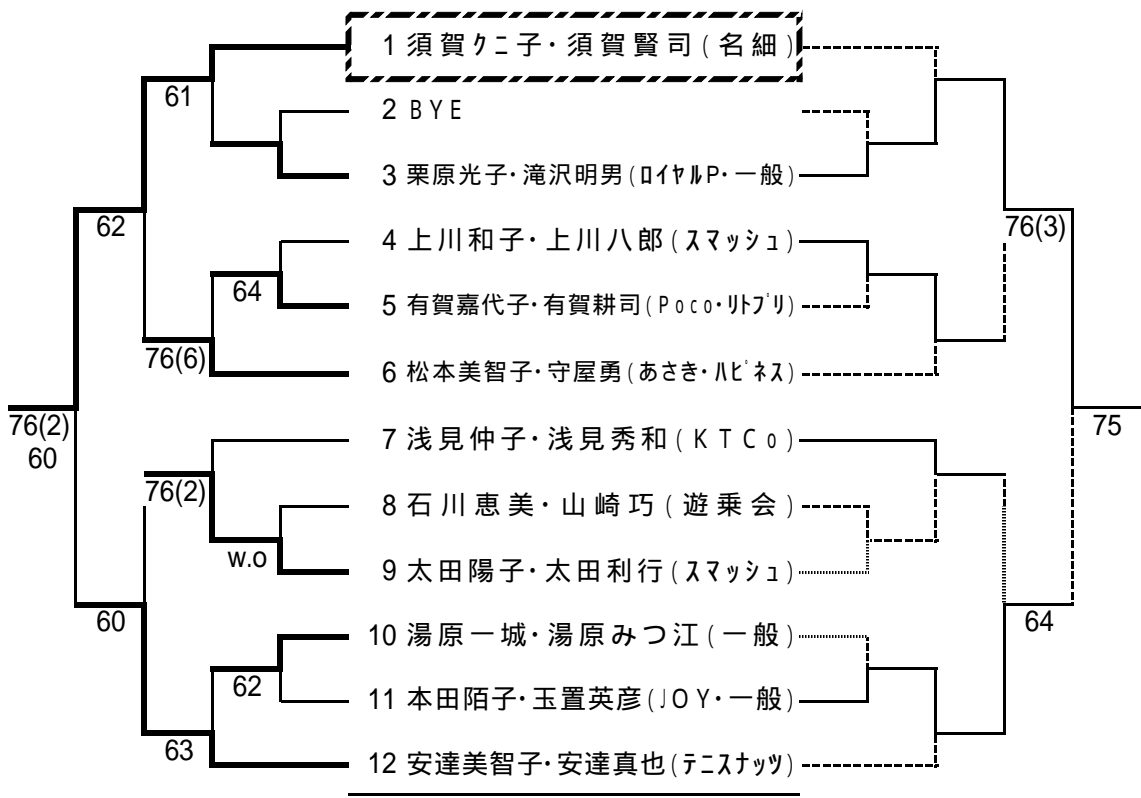 1 須賀ｸﾆ子・須賀賢司(名細)
61
2 BYE
3 栗原光子・滝沢明男(ﾛｲﾔﾙP・一般)
62
76(3)
4 上川和子・上川八郎(ｽﾏｯｼｭ)
64
5 有賀嘉代子・有賀耕司(Poco・ﾘﾄﾌﾟﾘ)
76(6)
6 松本美智子・守屋勇(あさき・ﾊﾋﾟﾈｽ)
76(2)
60
75
7 浅見仲子・浅見秀和(KTCo)
76(2)
8 石川恵美・山崎巧(遊乗会)
w.o
9 太田陽子・太田利行(ｽﾏｯｼｭ)
60
64
10 湯原一城・湯原みつ江(一般)
62
11 本田陌子・玉置英彦(JOY・一般)
63
12 安達美智子・安達真也(ﾃﾆｽﾅｯﾂ)